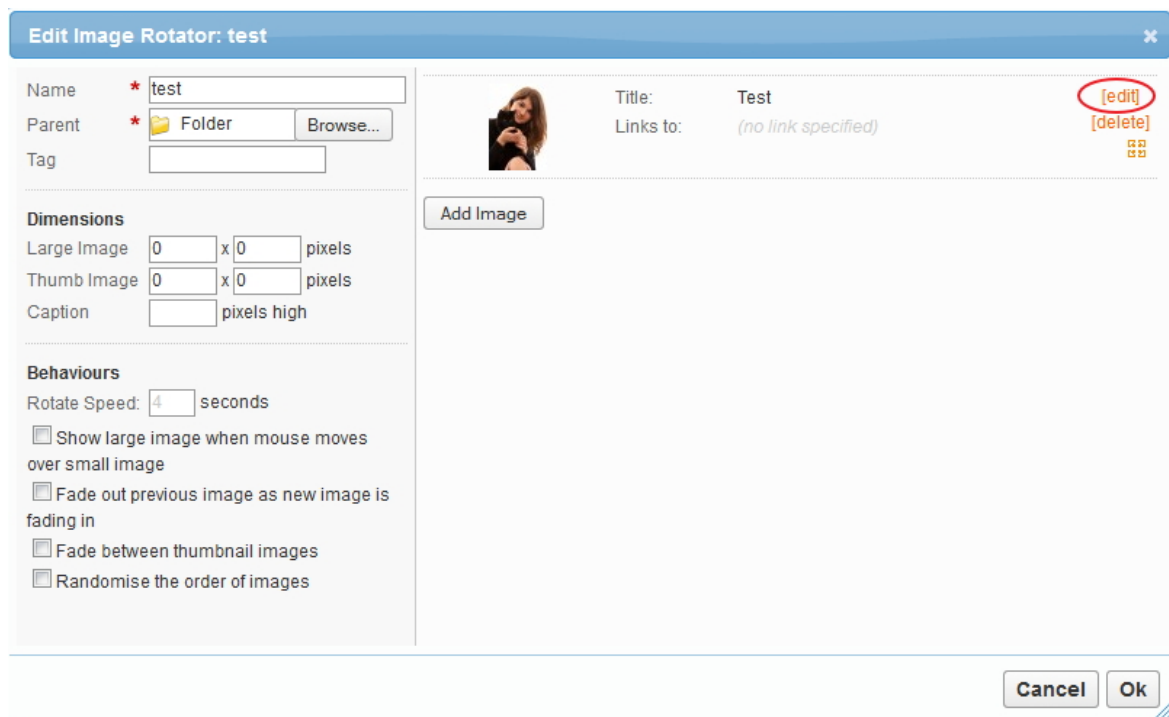 Edit Image Rotator: test
Name * test
Parent * Folder Browse...
Tag
Dimensions
Large Image 0 x 0 pixels
Thumb Image 0 x 0 pixels
Caption pixels high
Behaviours
Rotate Speed: 4 seconds
Show large image when mouse moves
over small image
Fade out previous image as new image is
fading in
Fade between thumbnail images
Randomise the order of images
Title: Test [edit]
Links to: (no link specified) [delete]
Add Image
Cancel Ok